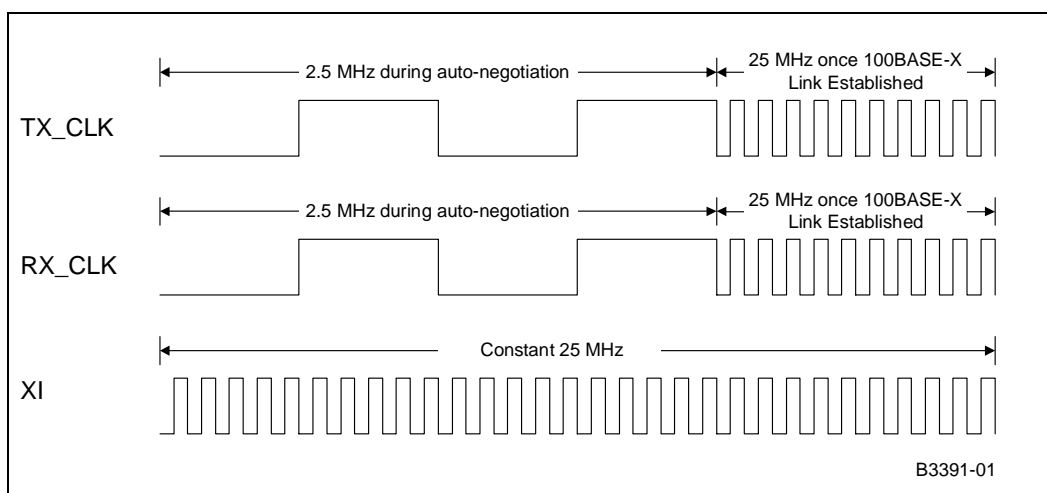 2.5 MHz during auto-negotiation
25 MHz once 100BASE-X
Link Established
TX_CLK
2.5 MHz during auto-negotiation
25 MHz once 100BASE-X
Link Established
RX_CLK
Constant 25 MHz
XI
B3391-01